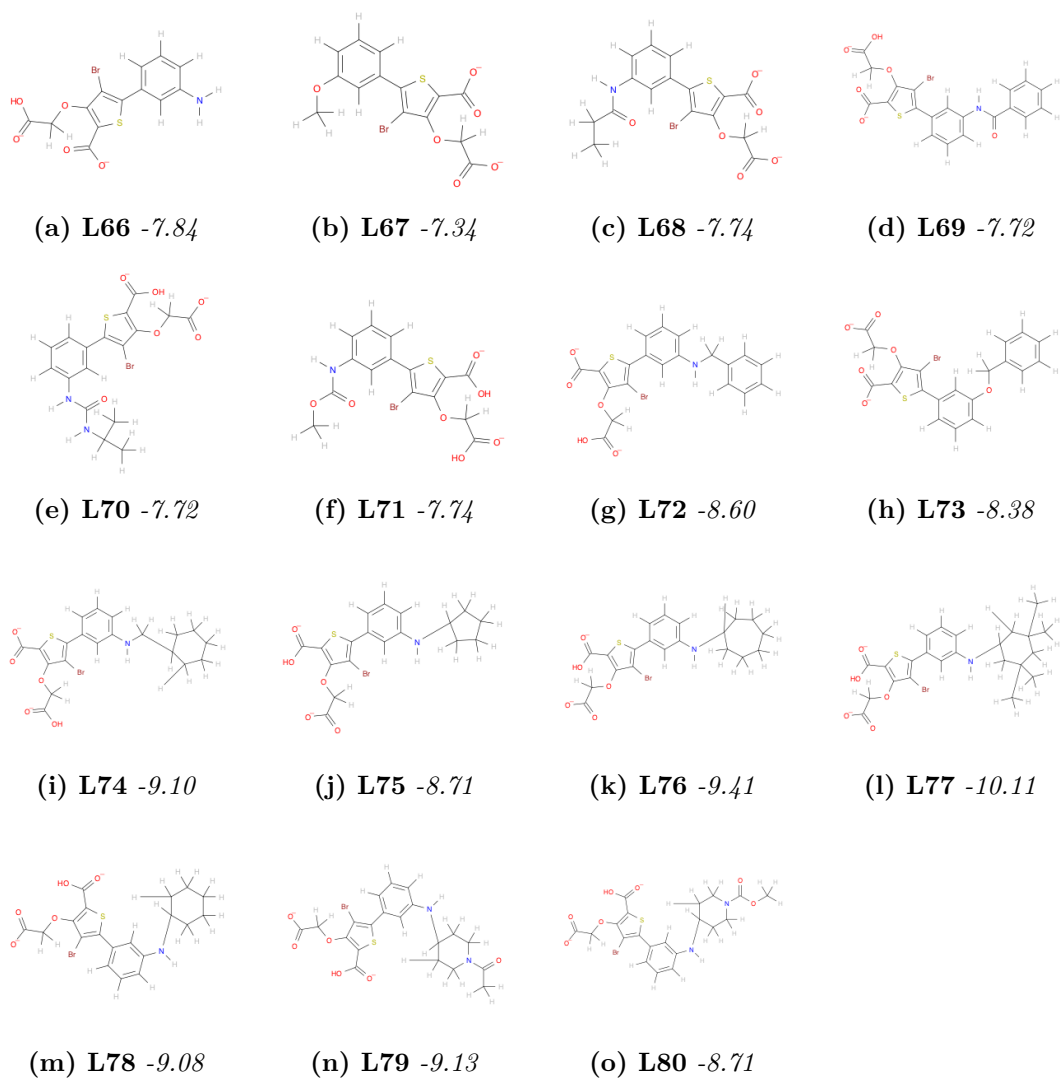 (a) L66 -7.84
(b) L67 -7.34
(c) L68 -7.74
(d) L69 -7.72
(e) L70 -7.72
(f) L71 -7.74
(g) L72 -8.60
(h) L73 -8.38
(i) L74 -9.10
(j) L75 -8.71
(k) L76 -9.41
(l) L77 -10.11
(m) L78 -9.08
(n) L79 -9.13
(o) L80 -8.71